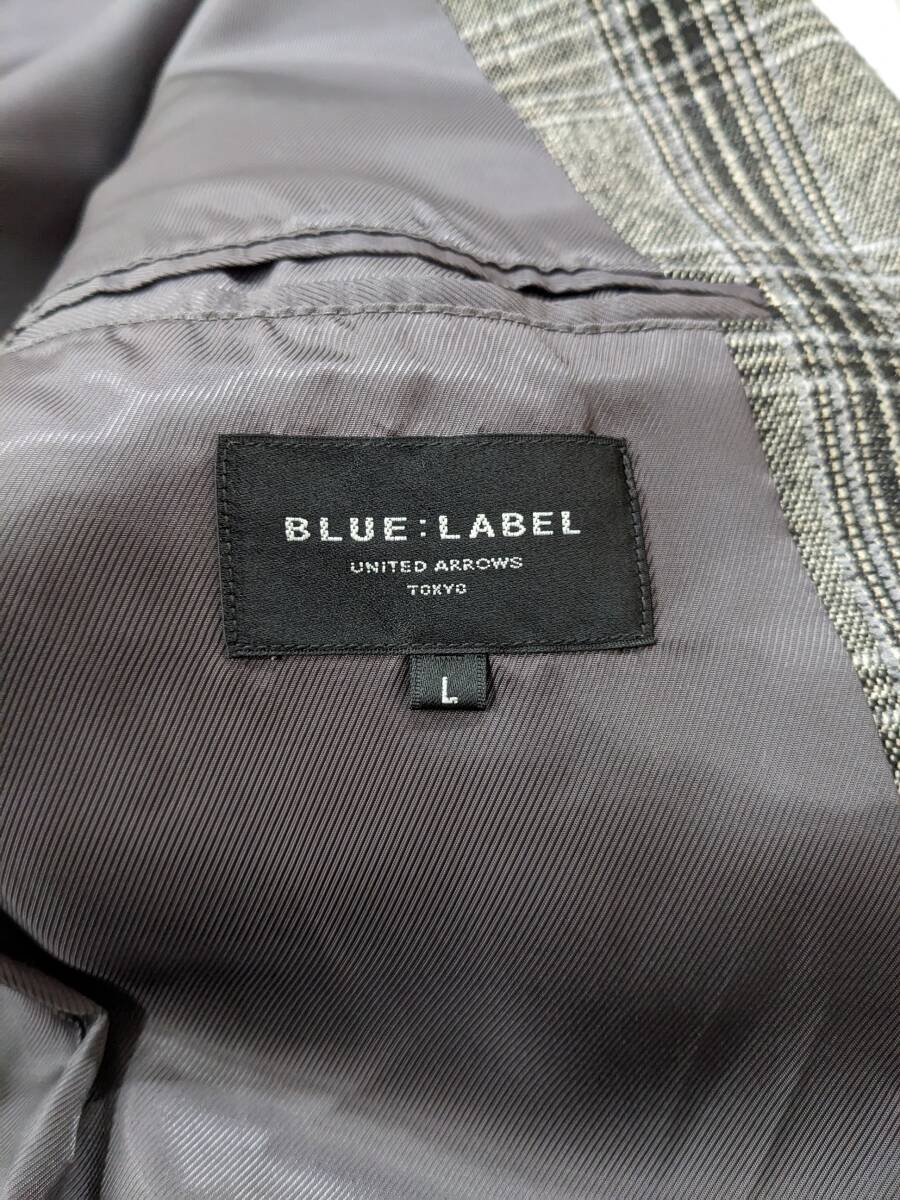 BLUE : LABEL
UNITED ARROWS
TOKYO
L